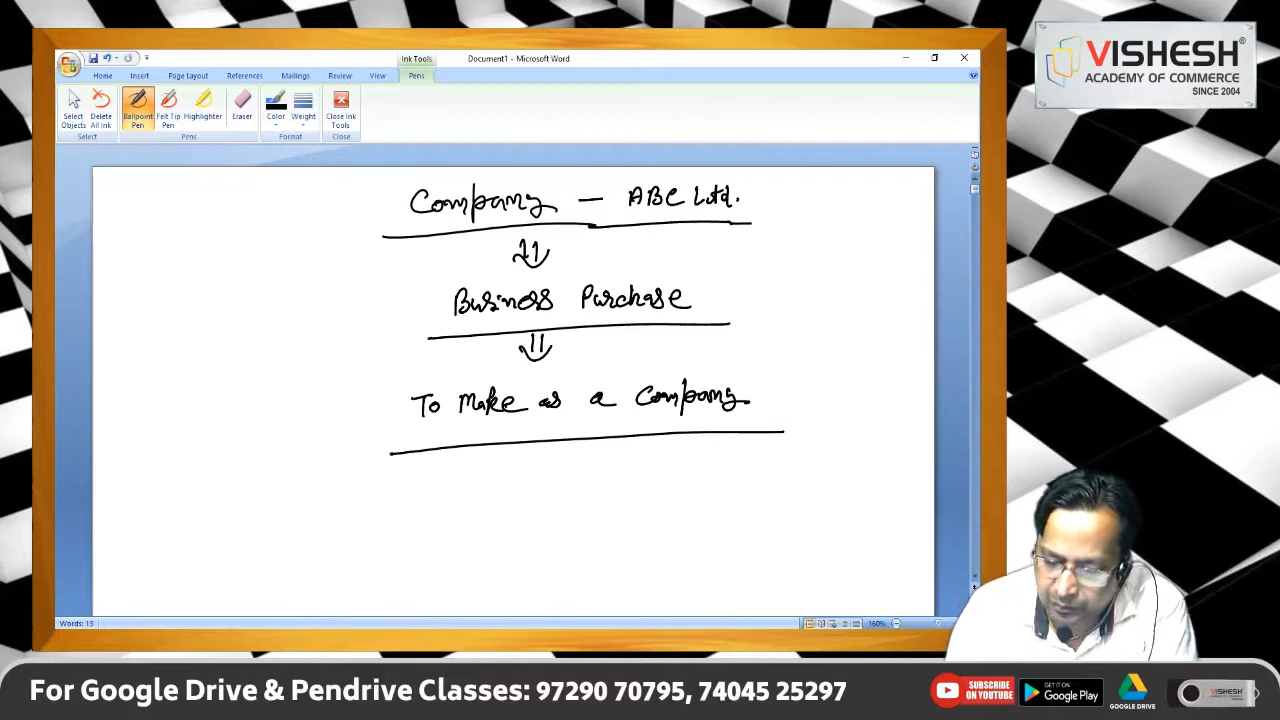 Ink Tools
Document1 - Microsoft Word
Home Insert Page Layout References Mailings Review View Pens
Select Objects
Delete All Ink
Ballpoint Pen
Felt Tip Pen
Highlighter
Eraser
Color
Weight
Close Ink Tools
Select Pens Format Close
VISHESH®
ACADEMY OF COMMERCE
SINCE 2004
Company — ABC Ltd.
Business Purchase
To Make as a Company
Words: 13
160%
For Google Drive & Pendrive Classes: 97290 70795, 74045 25297
SUBSCRIBE
ON YOUTUBE
GET IT ON
Google Play
GOOGLE DRIVE
VISHESH